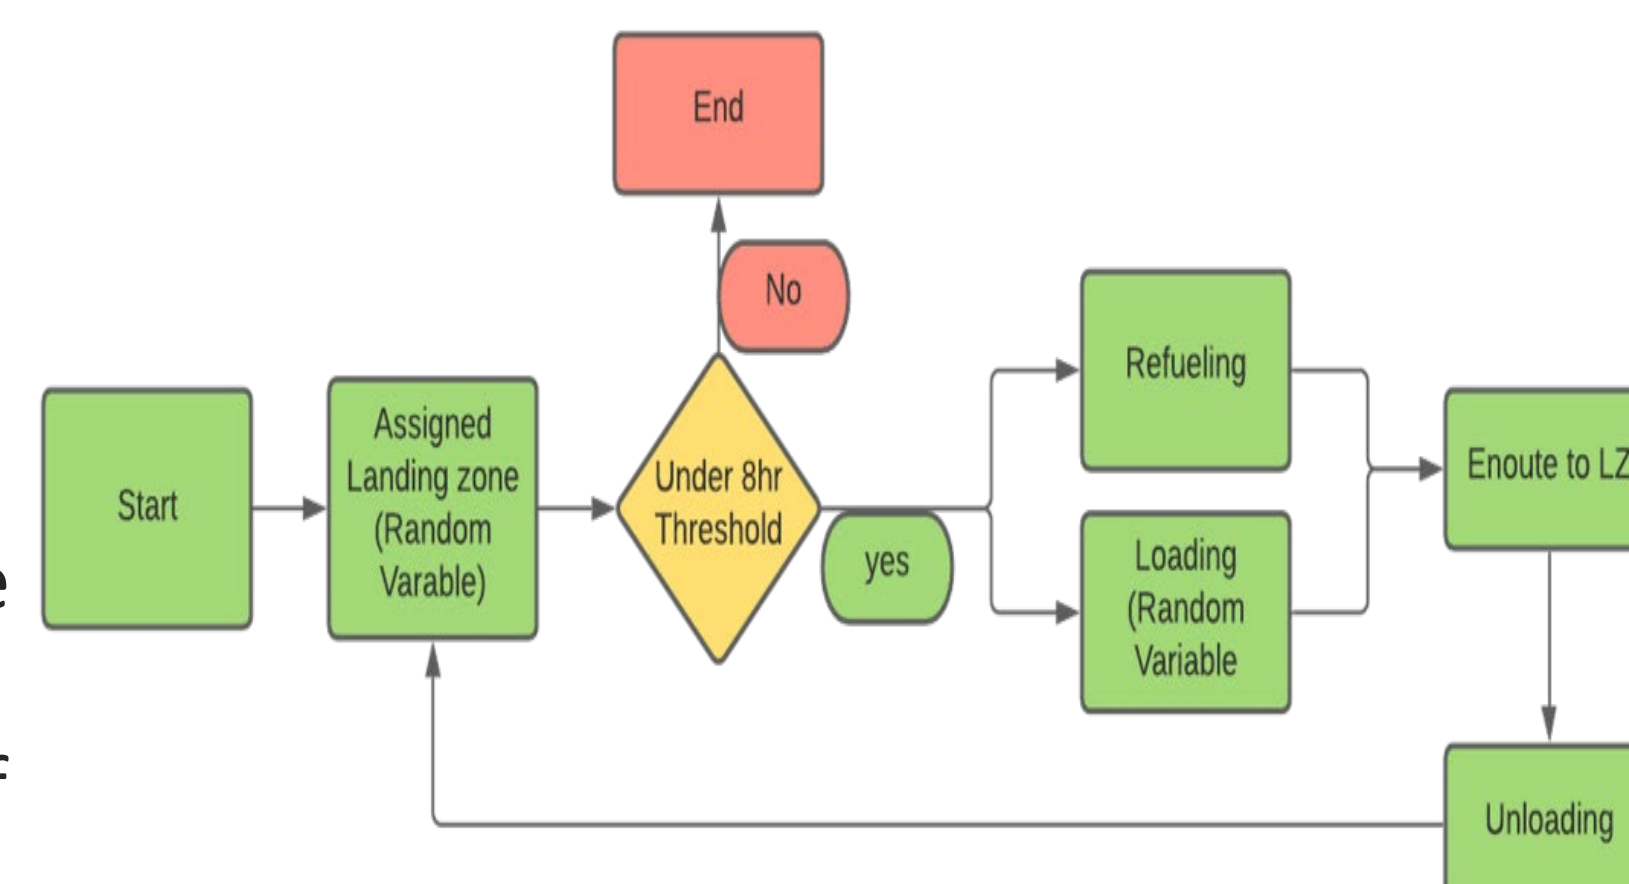 End
No
Refueling
Assigned
Landing zone
(Random
Varable)
Start
Under 8hr
Threshold
yes
Loading
(Random
Variable
Enoute to LZ
Unloading
e
f